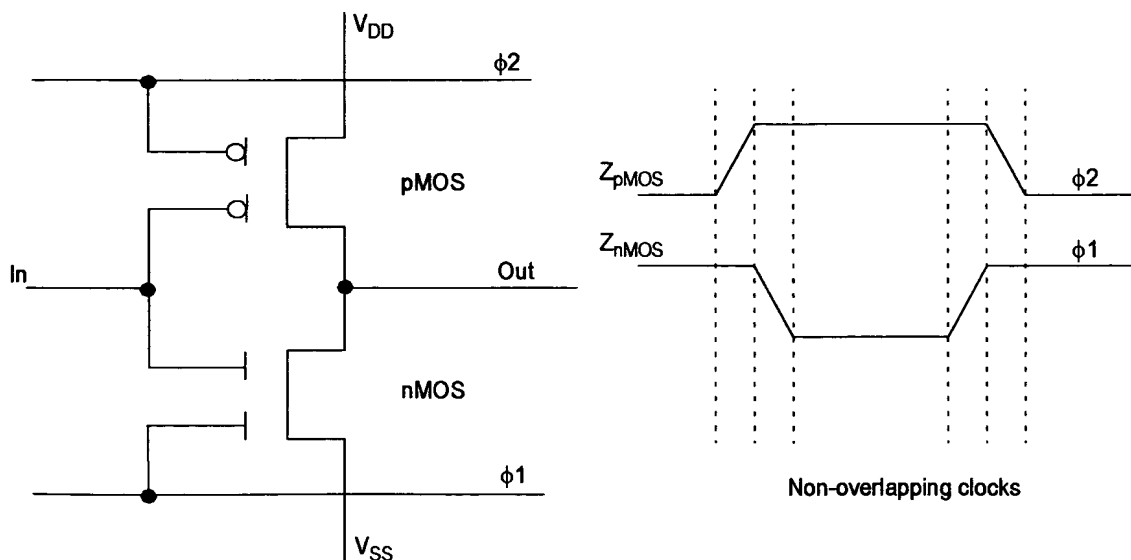 V_DD
ϕ2
pMOS
In
Out
nMOS
ϕ1
V_SS
Z_pMOS
ϕ2
Z_nMOS
ϕ1
Non-overlapping clocks